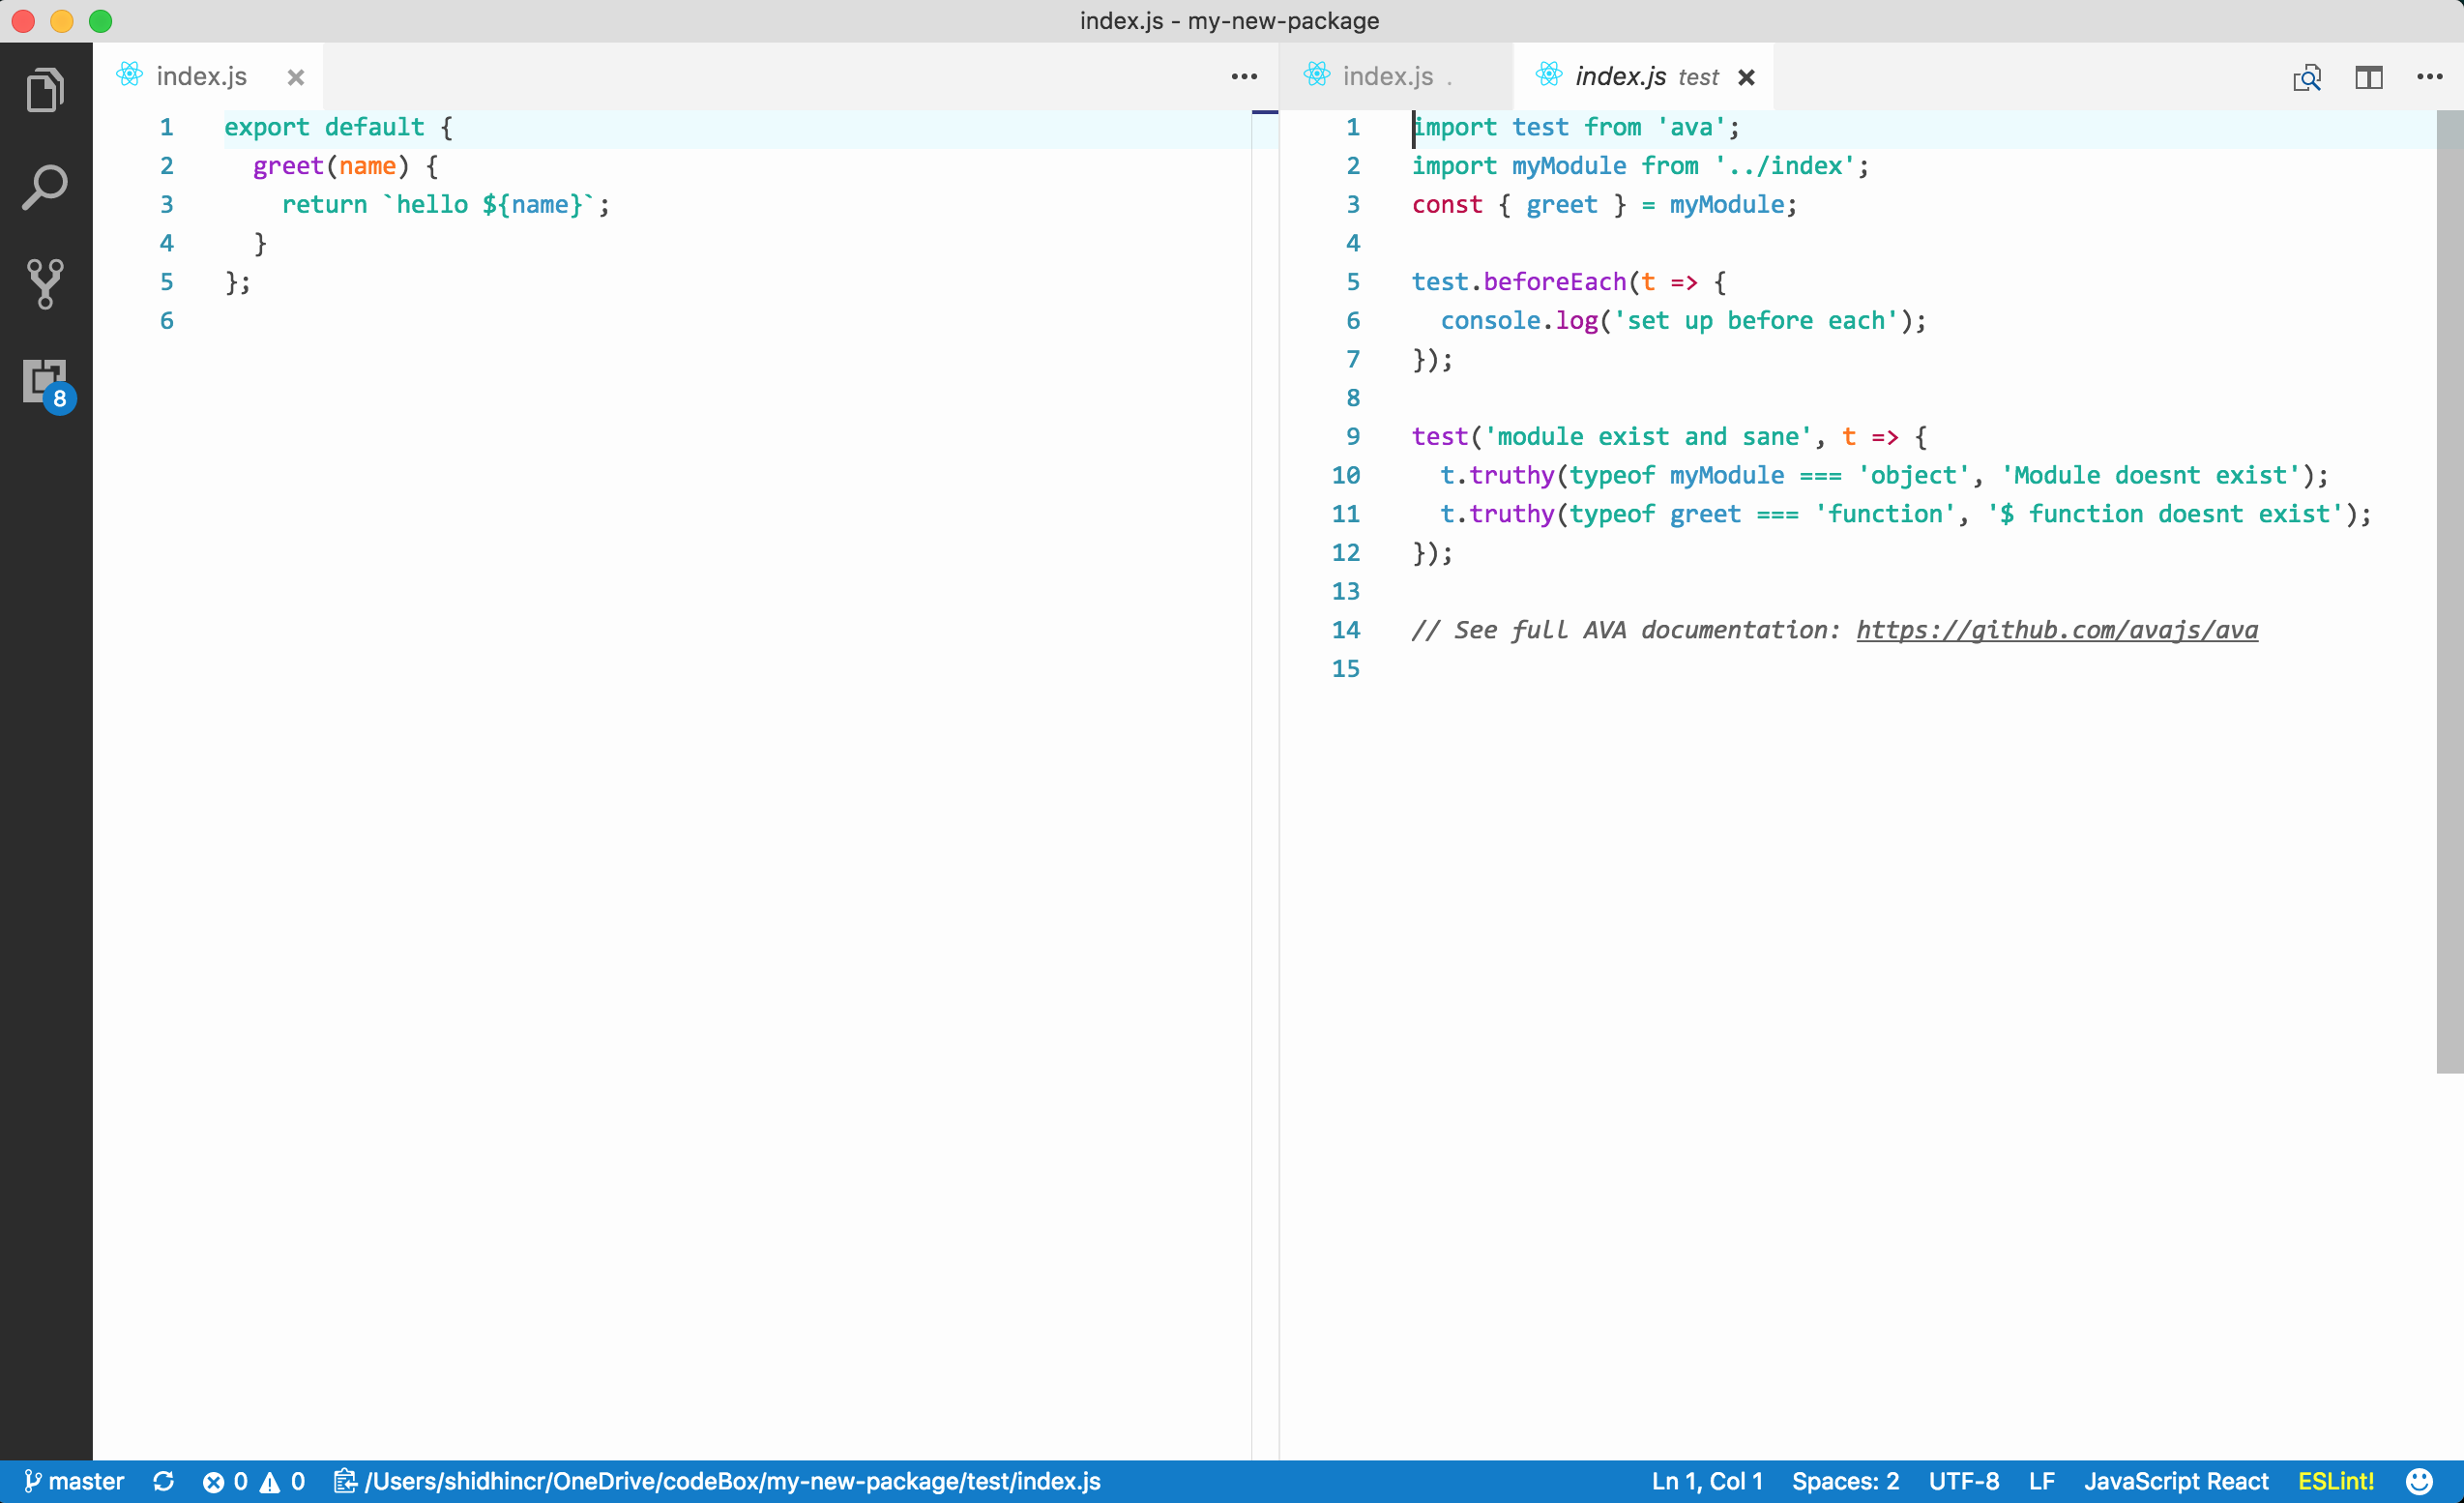 index.js - my-new-package
index.js
1 export default {
2   greet(name) {
3     return `hello ${name}`;
4   }
5 };
6
8
index.js .
index.js test
1 import test from 'ava';
2 import myModule from '../index';
3 const { greet } = myModule;
4
5 test.beforeEach(t => {
6   console.log('set up before each');
7 });
8
9 test('module exist and sane', t => {
10   t.truthy(typeof myModule === 'object', 'Module doesnt exist');
11   t.truthy(typeof greet === 'function', '$ function doesnt exist');
12 });
13
14 // See full AVA documentation: https://github.com/avajs/ava
15
master 0 0 /Users/shidhincr/OneDrive/codeBox/my-new-package/test/index.js Ln 1, Col 1 Spaces: 2 UTF-8 LF JavaScript React ESLint!